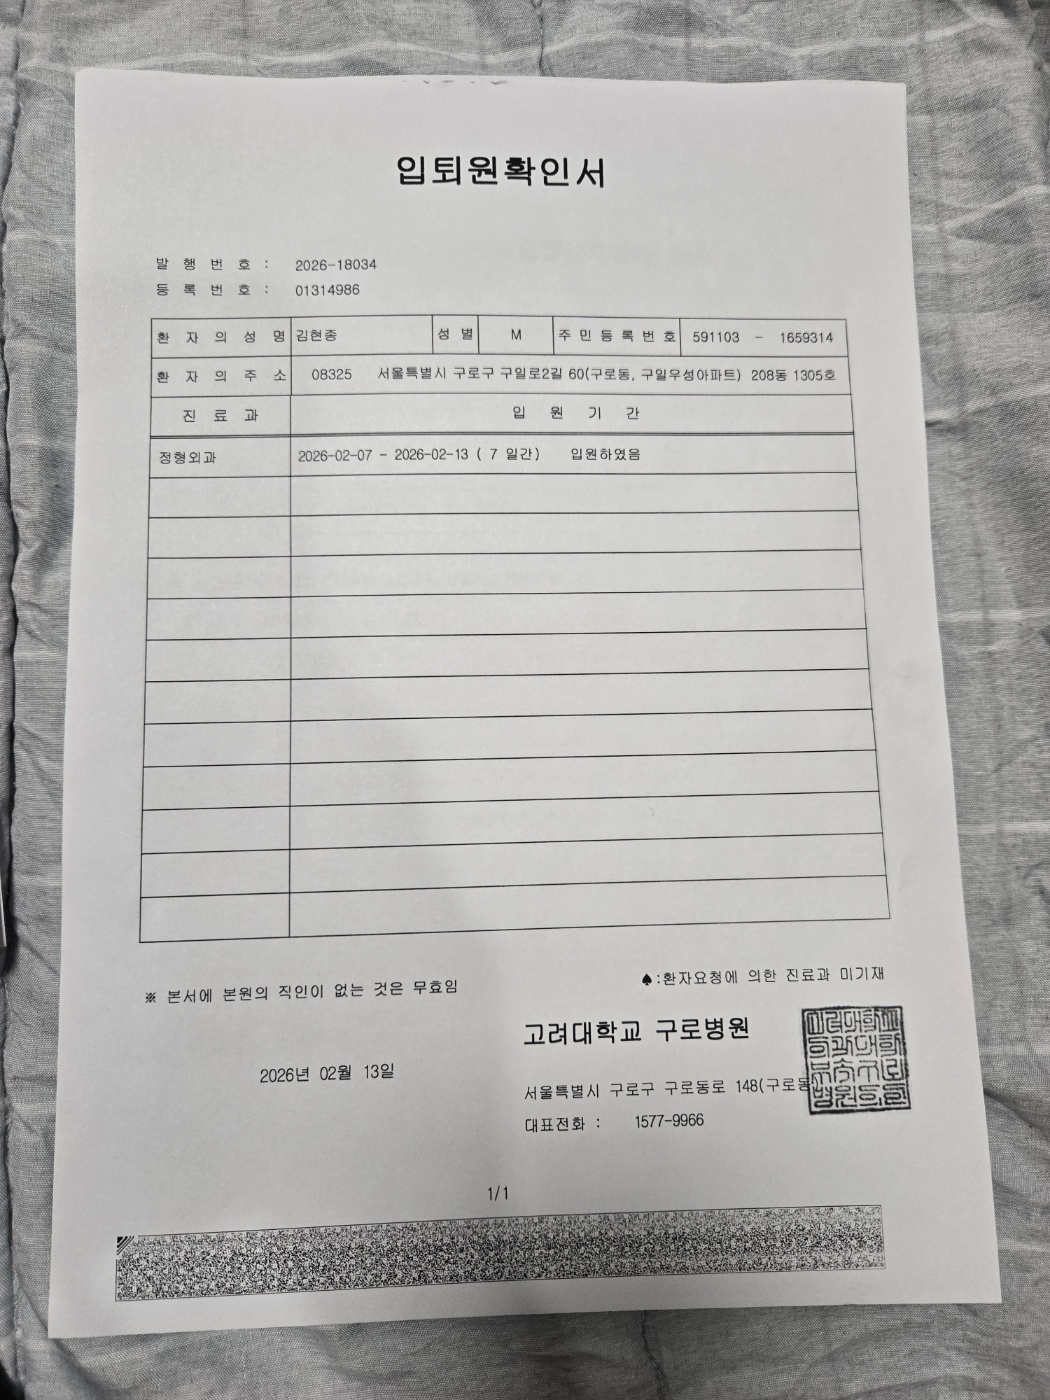 입퇴원확인서
발 행 번 호 : 2026-18034
등 록 번 호 : 01314986
환 자 의 성 명 김현종 성 별 M 주 민 등 록 번 호 591103 - 1659314
환 자 의 주 소 08325 서울특별시 구로구 구일로2길 60(구로동, 구일우성아파트) 208동 1305호
진 료 과 입 원 기 간
정형외과 2026-02-07 - 2026-02-13 ( 7 일간) 입원하였음
♠:환자요청에 의한 진료과 미기재
※ 본서에 본원의 직인이 없는 것은 무효임
고려대학교 구로병원
2026년 02월 13일
서울특별시 구로구 구로동로 148(구로동
대표전화 : 1577-9966
1/1